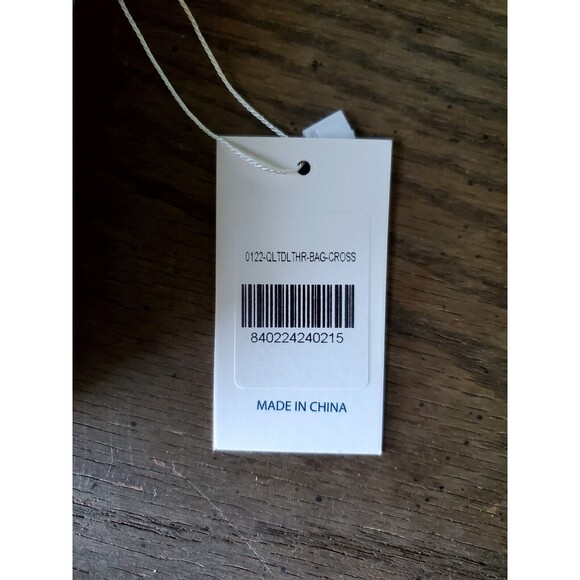 0122-QLTDLTHR-BAG-CROSS
840224240215
MADE IN CHINA